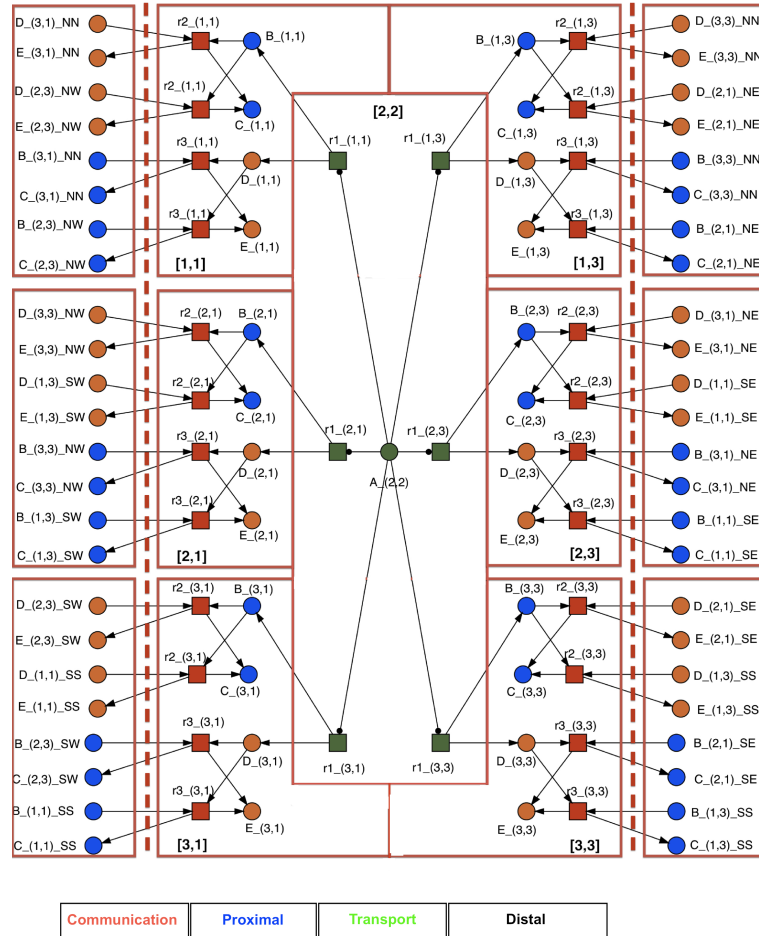 D_(3,1)_NN
E_(3,1)_NN
D_(2,3)_NW
E_(2,3)_NW
B_(3,1)_NN
C_(3,1)_NN
B_(2,3)_NW
C_(2,3)_NW
r2_(1,1)
B_(1,1)
r2_(1,1)
C_(1,1)
r3_(1,1)
D_(1,1)
r3_(1,1)
E_(1,1)
[1,1]
[2,2]
r1_(1,1)
r1_(1,3)
r2_(1,3)
B_(1,3)
r2_(1,3)
C_(1,3)
r3_(1,3)
D_(1,3)
r3_(1,3)
E_(1,3)
[1,3]
D_(3,3)_NN
E_(3,3)_NN
D_(2,1)_NE
E_(2,1)_NE
B_(3,3)_NN
C_(3,3)_NN
B_(2,1)_NE
C_(2,1)_NE
D_(3,3)_NW
E_(3,3)_NW
D_(1,3)_SW
E_(1,3)_SW
B_(3,3)_NW
C_(3,3)_NW
B_(1,3)_SW
C_(1,3)_SW
r2_(2,1)
B_(2,1)
r2_(2,1)
C_(2,1)
r3_(2,1)
D_(2,1)
r3_(2,1)
E_(2,1)
[2,1]
r1_(2,1)
r1_(2,3)
A_(2,2)
B_(2,3)
r2_(2,3)
r2_(2,3)
C_(2,3)
r3_(2,3)
D_(2,3)
r3_(2,3)
E_(2,3)
[2,3]
D_(3,1)_NE
E_(3,1)_NE
D_(1,1)_SE
E_(1,1)_SE
B_(3,1)_NE
C_(3,1)_NE
B_(1,1)_SE
C_(1,1)_SE
D_(2,3)_SW
E_(2,3)_SW
D_(1,1)_SS
E_(1,1)_SS
B_(2,3)_SW
C_(2,3)_SW
B_(1,1)_SS
C_(1,1)_SS
r2_(3,1)
B_(3,1)
r2_(3,1)
C_(3,1)
r3_(3,1)
D_(3,1)
r3_(3,1)
E_(3,1)
[3,1]
r1_(3,1)
r1_(3,3)
B_(3,3)
r2_(3,3)
r2_(3,3)
C_(3,3)
r3_(3,3)
D_(3,3)
r3_(3,3)
E_(3,3)
[3,3]
D_(2,1)_SE
E_(2,1)_SE
D_(1,3)_SS
E_(1,3)_SS
B_(2,1)_SE
C_(2,1)_SE
B_(1,3)_SS
C_(1,3)_SS
Communication Proximal Transport Distal